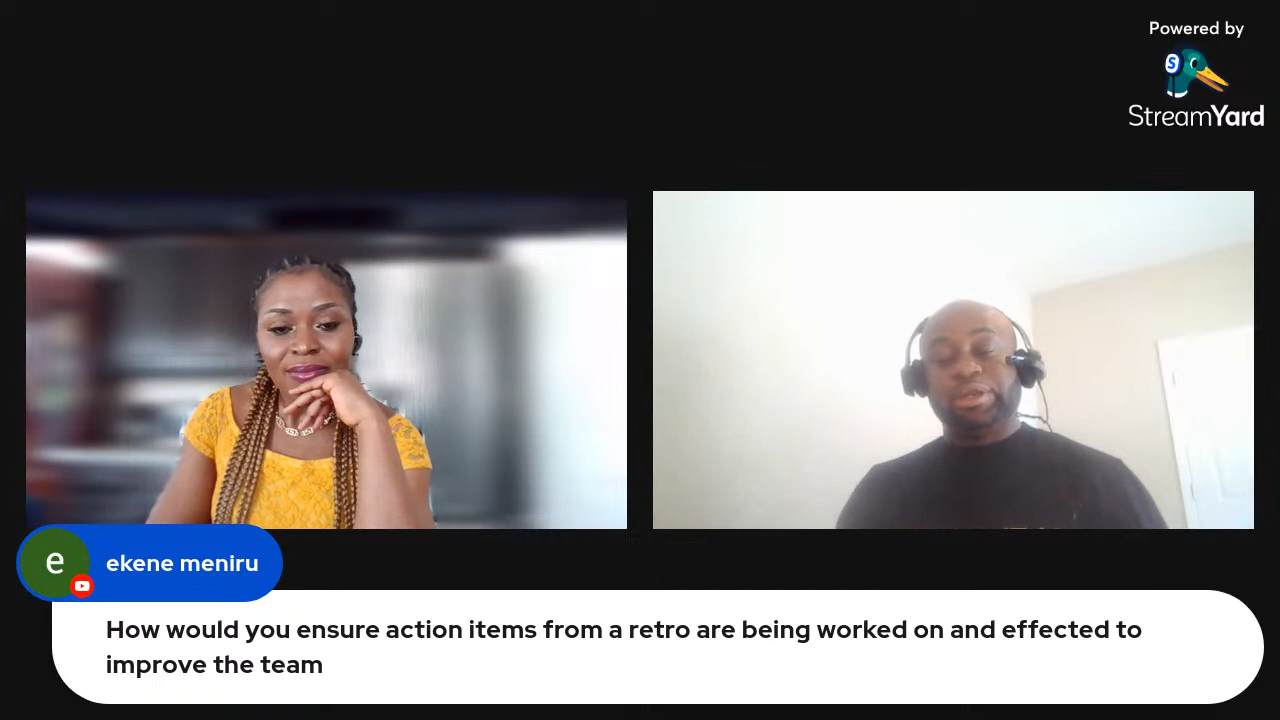 Powered by
S
StreamYard
e
ekene meniru
How would you ensure action items from a retro are being worked on and effected to
improve the team